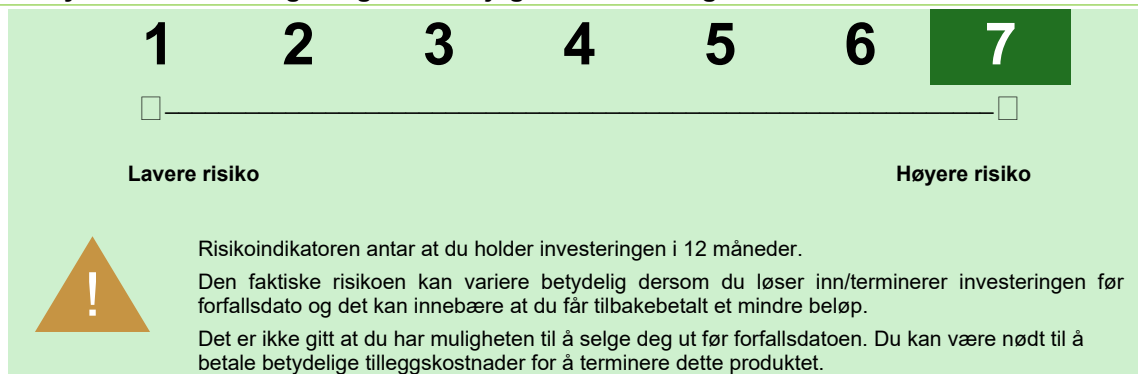 1 2 3 4 5 6 7
Lavere risiko Høyere risiko
!
Risikoindikatoren antar at du holder investeringen i 12 måneder.
Den faktiske risikoen kan variere betydelig dersom du løser inn/terminerer investeringen før
forfallsdato og det kan innebære at du får tilbakebetalt et mindre beløp.
Det er ikke gitt at du har muligheten til å selge deg ut før forfallsdatoen. Du kan være nødt til å
betale betydelige tilleggskostnader for å terminere dette produktet.